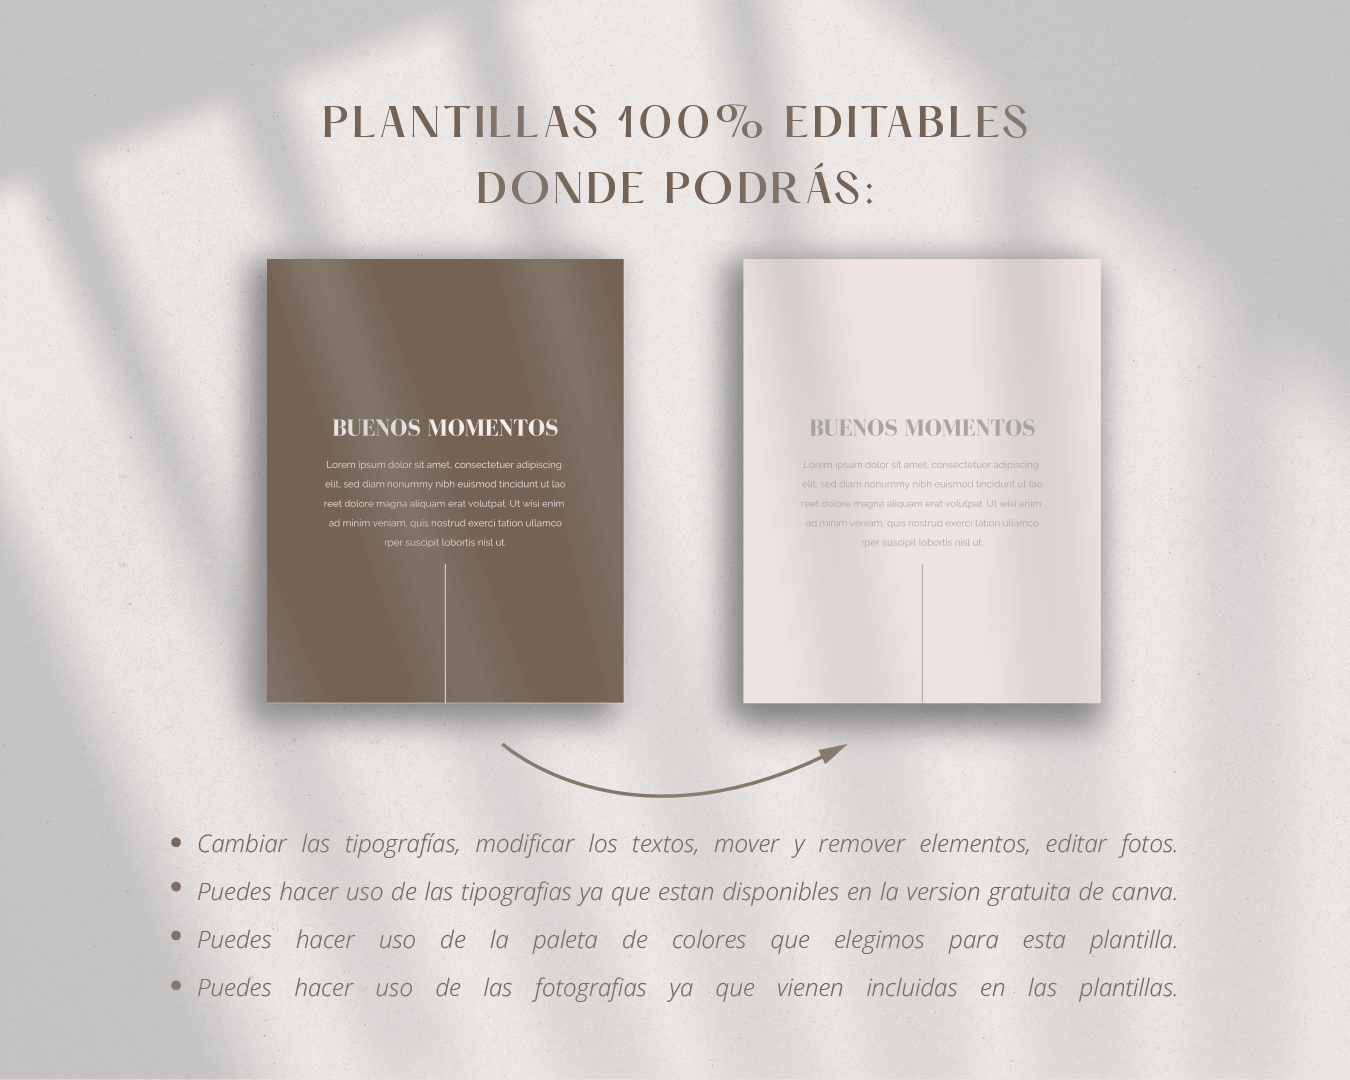 PLANTILLAS 100% EDITABLES
DONDE PODRÁS:
BUENOS MOMENTOS
Lorem ipsum dolor sit amet, consectetuer adipiscing
elit, sed diam nonummy nibh euismod tincidunt ut lao
reet dolore magna aliquam erat volutpat. Ut wisi enim
ad minim veniam, quis nostrud exerci tation ullamco
rper suscipit lobortis nisl ut.
BUENOS MOMENTOS
Lorem ipsum dolor sit amet, consectetuer adipiscing
elit, sed diam nonummy nibh euismod tincidunt ut lao
reet dolore magna aliquam erat volutpat. Ut wisi enim
ad minim veniam, quis nostrud exerci tation ullamco
rper suscipit lobortis nisl ut.
• Cambiar las tipografías, modificar los textos, mover y remover elementos, editar fotos.
• Puedes hacer uso de las tipografias ya que estan disponibles en la version gratuita de canva.
• Puedes hacer uso de la paleta de colores que elegimos para esta plantilla.
• Puedes hacer uso de las fotografias ya que vienen incluidas en las plantillas.